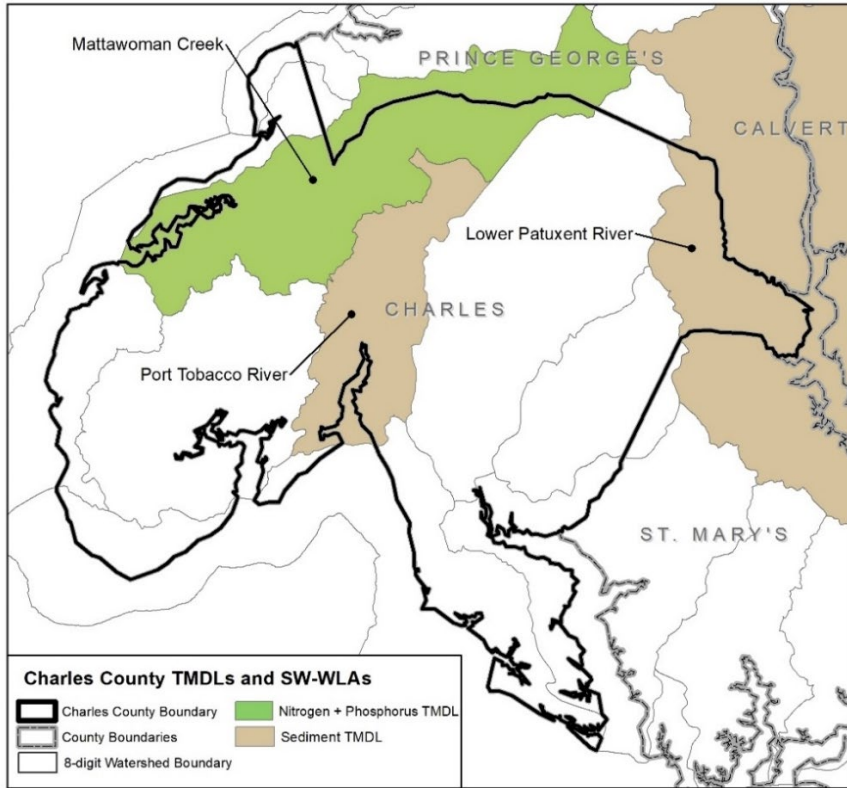 Mattawoman Creek
PRINCE GEORGE'S
CALVERT
Lower Patuxent River
CHARLES
Port Tobacco River
ST. MARY'S
Charles County TMDLs and SW-WLAs
Charles County Boundary
Nitrogen + Phosphorus TMDL
County Boundaries
Sediment TMDL
8-digit Watershed Boundary